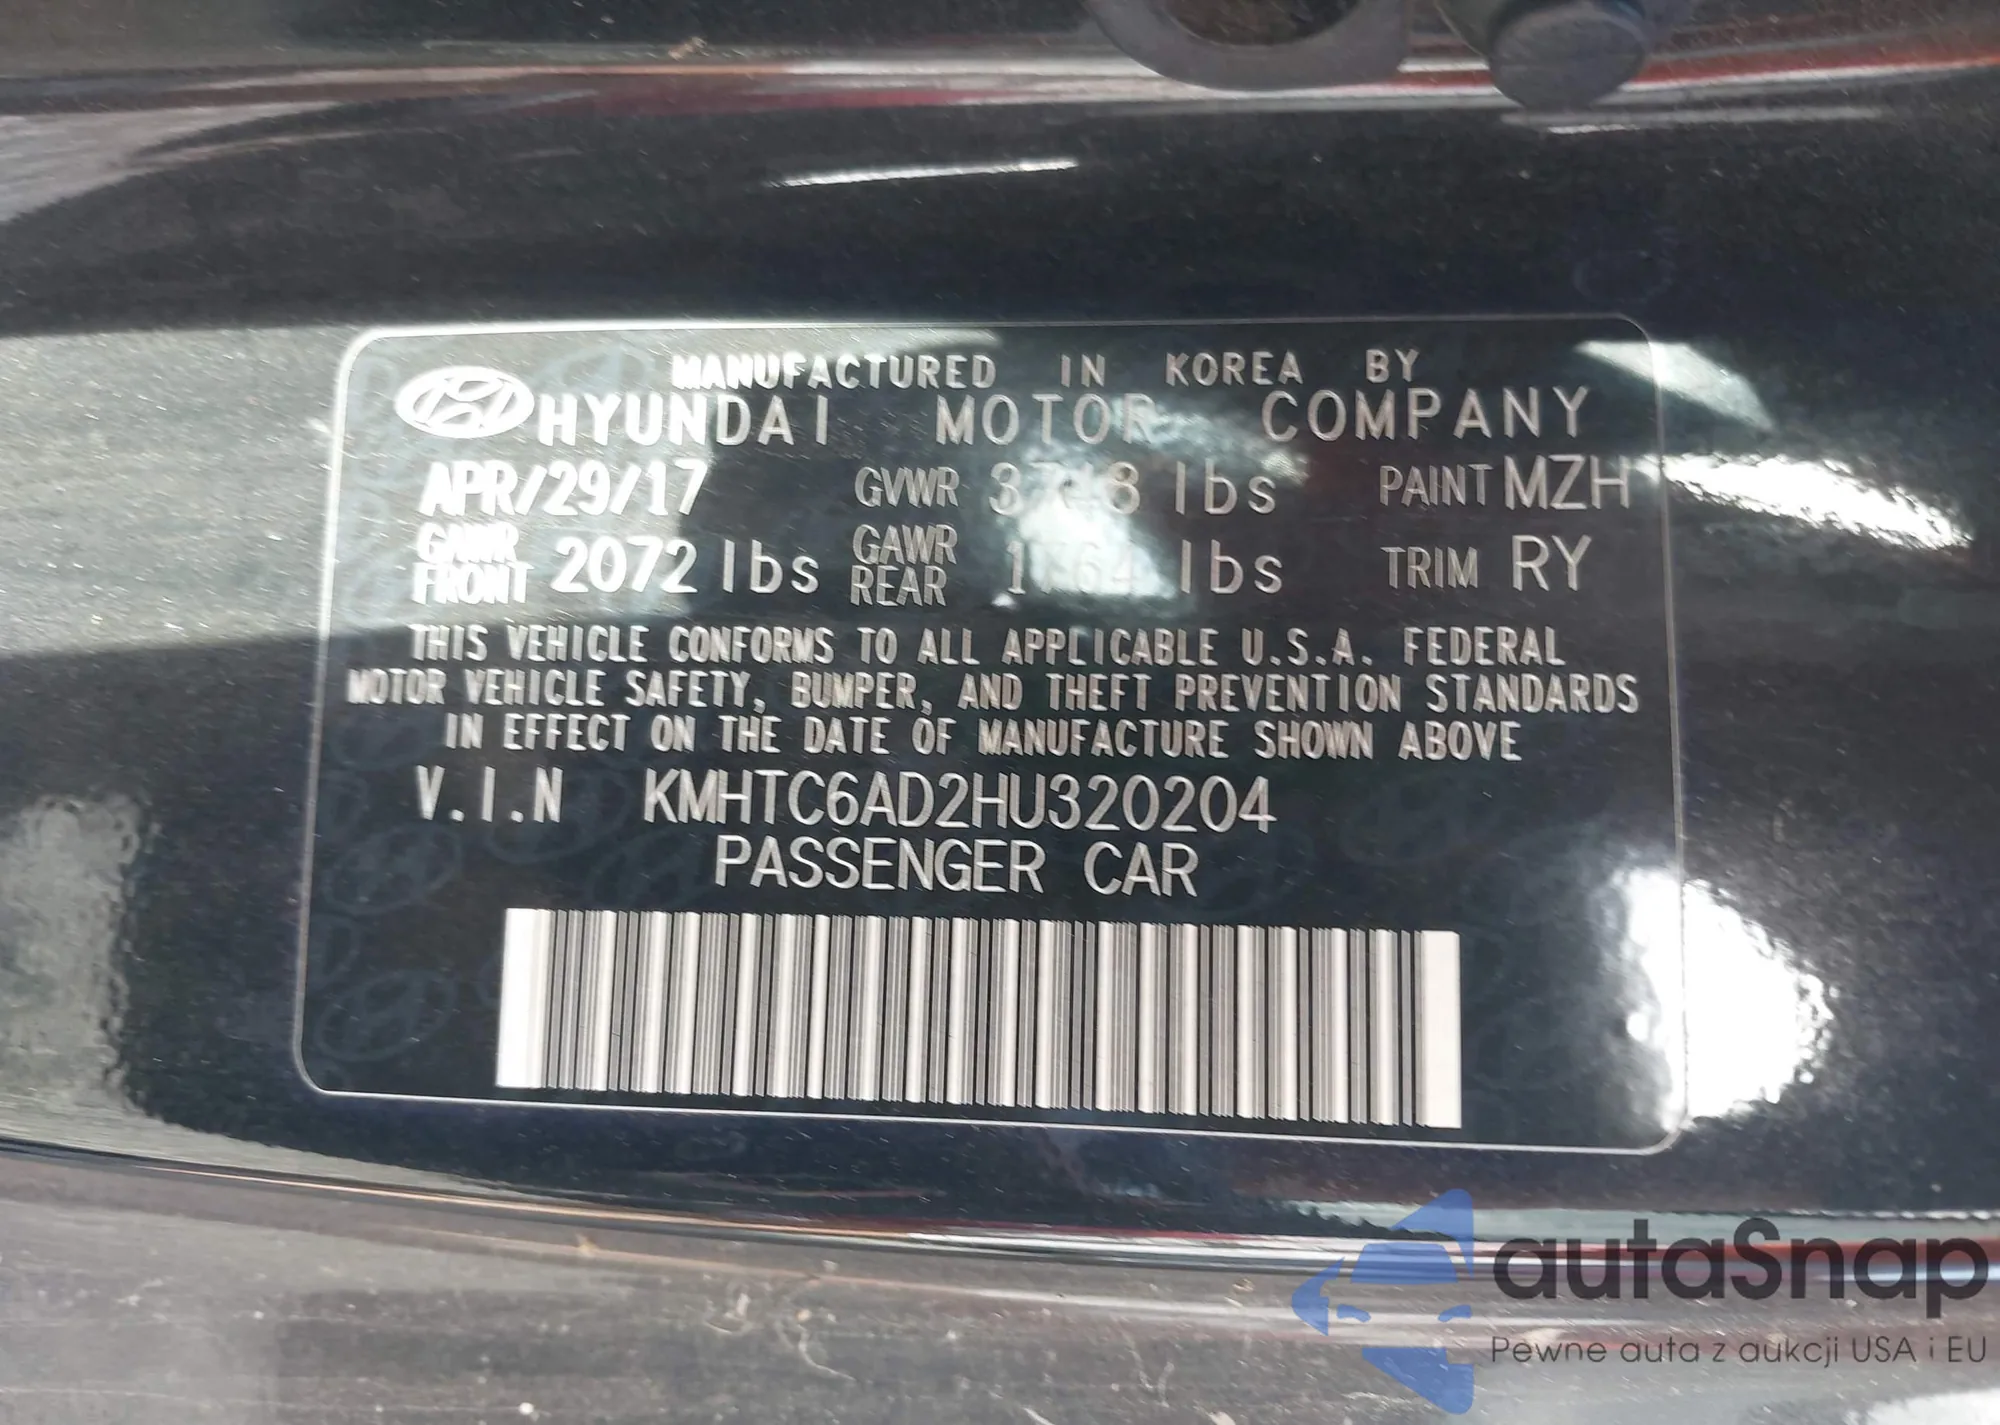 MANUFACTURED IN KOREA BY
HYUNDAI MOTOR COMPANY
APR/29/17 GVWR 3748 lbs PAINT MZH
GAWR FRONT 2072 lbs GAWR REAR 1764 lbs TRIM RY
THIS VEHICLE CONFORMS TO ALL APPLICABLE U.S.A. FEDERAL
MOTOR VEHICLE SAFETY, BUMPER, AND THEFT PREVENTION STANDARDS
IN EFFECT ON THE DATE OF MANUFACTURE SHOWN ABOVE
V.I.N KMHTC6AD2HU320204
PASSENGER CAR
autaSnap
Pewne auta z aukcji USA i EU